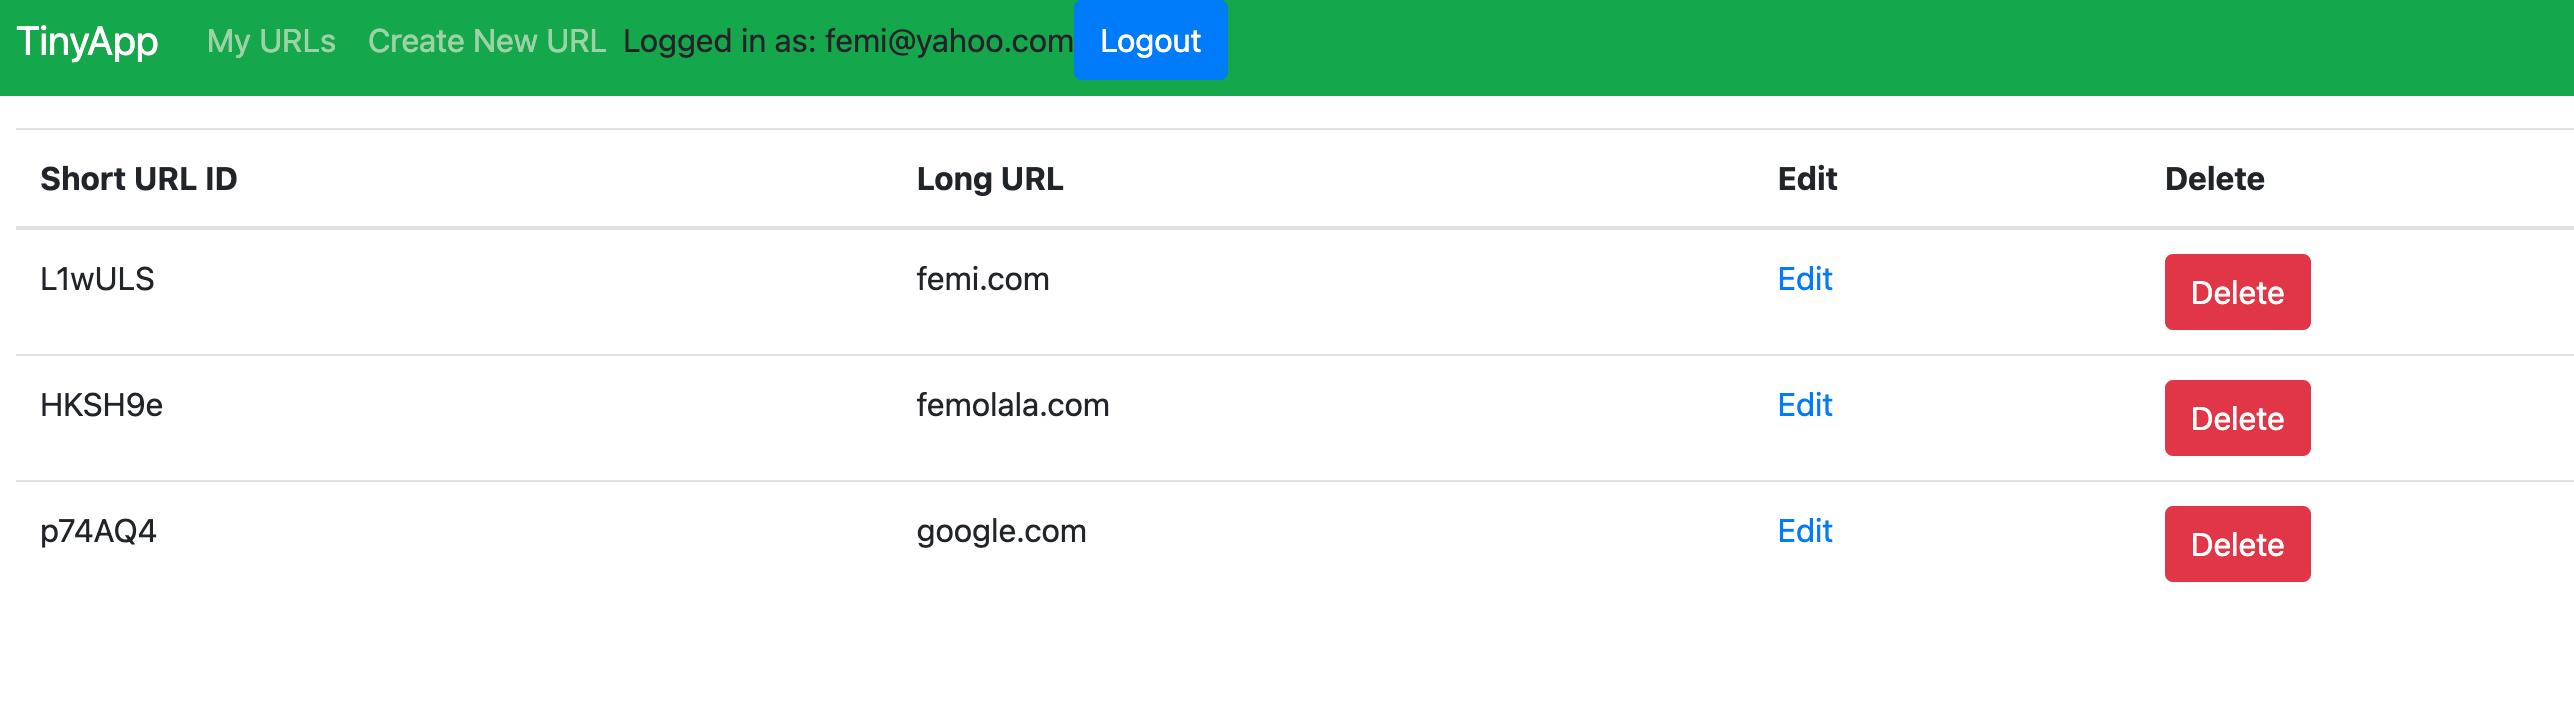 TinyApp My URLs Create New URL Logged in as: femi@yahoo.com Logout
Short URL ID Long URL Edit Delete
L1wULS femi.com Edit Delete
HKSH9e femolala.com Edit Delete
p74AQ4 google.com Edit Delete